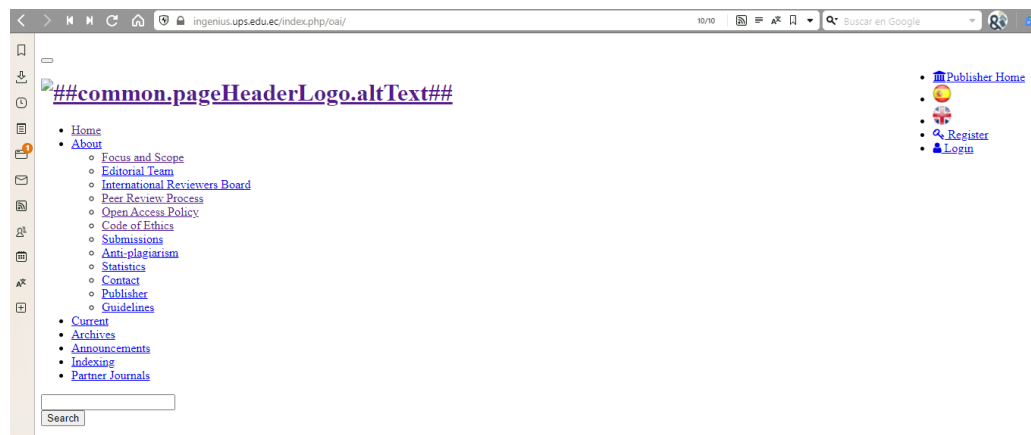 ingenius.ups.edu.ec/index.php/oai/
10/10
Buscar en Google
##common.pageHeaderLogo.altText##
Publisher Home
Register
Login
Home
About
Focus and Scope
Editorial Team
International Reviewers Board
Peer Review Process
Open Access Policy
Code of Ethics
Submissions
Anti-plagiarism
Statistics
Contact
Publisher
Guidelines
Current
Archives
Announcements
Indexing
Partner Journals
Search